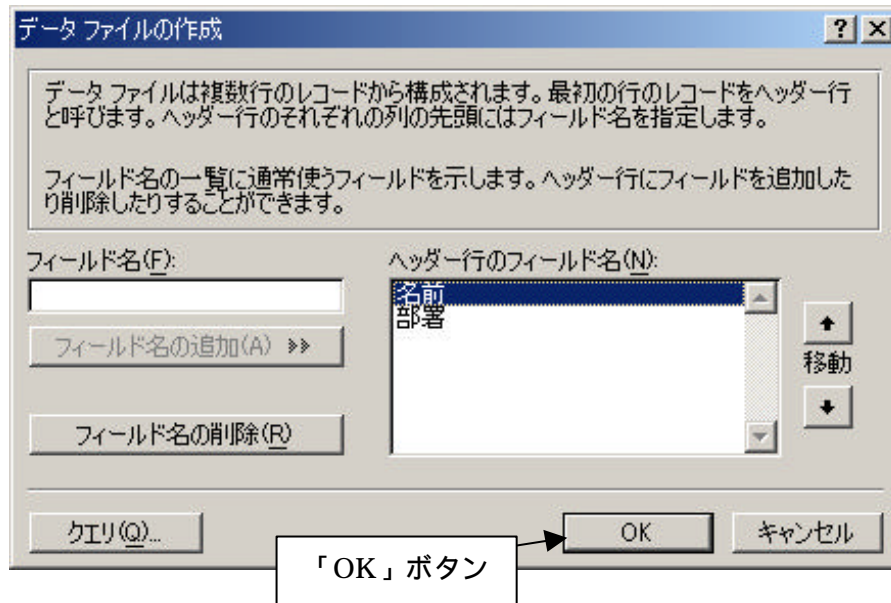 データ ファイルの作成
データ ファイルは複数行のレコードから構成されます。最初の行のレコードをヘッダー行
と呼びます。ヘッダー行のそれぞれの列の先頭にはフィールド名を指定します。
フィールド名の一覧に通常使うフィールドを示します。ヘッダー行にフィールドを追加した
り削除したりすることができます。
フィールド名(F):
ヘッダー行のフィールド名(N):
名前
部署
フィールド名の追加(A)
移動
フィールド名の削除(R)
クエリ(Q)...
OK
キャンセル
「OK」ボタン